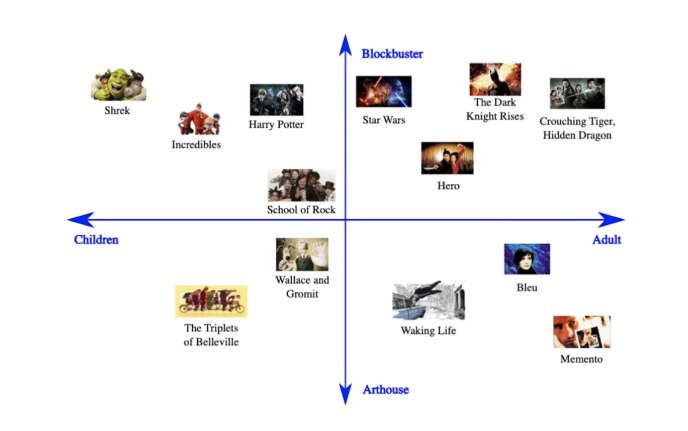 Blockbuster
Shrek
Incredibles
Harry Potter
Star Wars
The Dark
Knight Rises
Crouching Tiger,
Hidden Dragon
Hero
School of Rock
Children
Adult
Wallace and
Gromit
The Triplets
of Belleville
Waking Life
Bleu
Memento
Arthouse